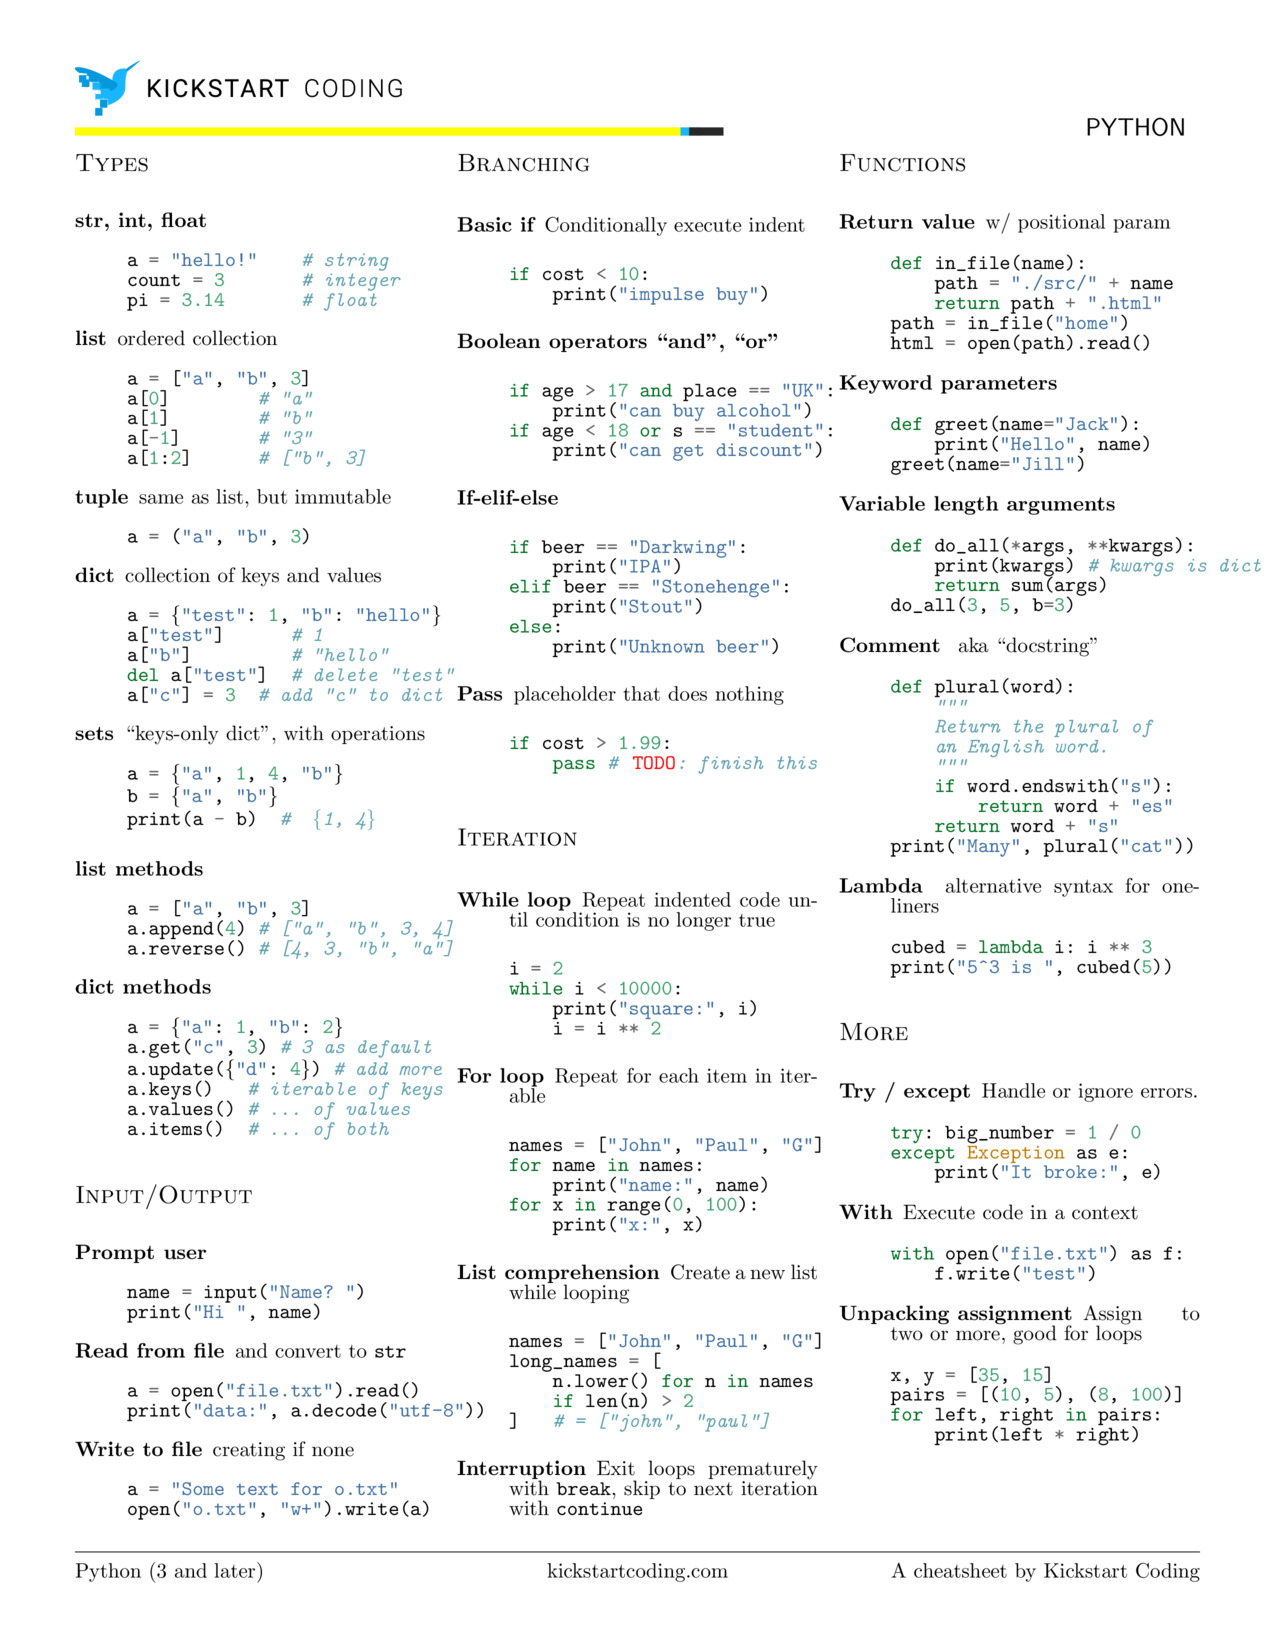 KICKSTART CODING
PYTHON
TYPES
str, int, float
a = "hello!"    # string
count = 3       # integer
pi = 3.14       # float
list ordered collection
a = ["a", "b", 3]
a[0]        # "a"
a[1]        # "b"
a[-1]       # "3"
a[1:2]      # ["b", 3]
tuple same as list, but immutable
a = ("a", "b", 3)
dict collection of keys and values
a = {"test": 1, "b": "hello"}
a["test"]      # 1
a["b"]         # "hello"
del a["test"]  # delete "test"
a["c"] = 3  # add "c" to dict
sets “keys-only dict”, with operations
a = {"a", 1, 4, "b"}
b = {"a", "b"}
print(a - b)  # {1, 4}
list methods
a = ["a", "b", 3]
a.append(4) # ["a", "b", 3, 4]
a.reverse() # [4, 3, "b", "a"]
dict methods
a = {"a": 1, "b": 2}
a.get("c", 3) # 3 as default
a.update({"d": 4}) # add more
a.keys()   # iterable of keys
a.values() # ... of values
a.items()  # ... of both
INPUT/OUTPUT
Prompt user
name = input("Name? ")
print("Hi ", name)
Read from file and convert to str
a = open("file.txt").read()
print("data:", a.decode("utf-8"))
Write to file creating if none
a = "Some text for o.txt"
open("o.txt", "w+").write(a)
BRANCHING
Basic if Conditionally execute indent
if cost < 10:
    print("impulse buy")
Boolean operators “and”, “or”
if age > 17 and place == "UK":
    print("can buy alcohol")
if age < 18 or s == "student":
    print("can get discount")
If-elif-else
if beer == "Darkwing":
    print("IPA")
elif beer == "Stonehenge":
    print("Stout")
else:
    print("Unknown beer")
Pass placeholder that does nothing
if cost > 1.99:
    pass # TODO: finish this
ITERATION
While loop Repeat indented code un-
til condition is no longer true
i = 2
while i < 10000:
    print("square:", i)
    i = i ** 2
For loop Repeat for each item in iter-
able
names = ["John", "Paul", "G"]
for name in names:
    print("name:", name)
for x in range(0, 100):
    print("x:", x)
List comprehension Create a new list
while looping
names = ["John", "Paul", "G"]
long_names = [
    n.lower() for n in names
    if len(n) > 2
]   # = ["john", "paul"]
Interruption Exit loops prematurely
with break, skip to next iteration
with continue
FUNCTIONS
Return value w/ positional param
def in_file(name):
    path = "./src/" + name
    return path + ".html"
path = in_file("home")
html = open(path).read()
Keyword parameters
def greet(name="Jack"):
    print("Hello", name)
greet(name="Jill")
Variable length arguments
def do_all(*args, **kwargs):
    print(kwargs) # kwargs is dict
    return sum(args)
do_all(3, 5, b=3)
Comment aka “docstring”
def plural(word):
    """
    Return the plural of
    an English word.
    """
    if word.endswith("s"):
        return word + "es"
    return word + "s"
print("Many", plural("cat"))
Lambda alternative syntax for one-
liners
cubed = lambda i: i ** 3
print("5^3 is ", cubed(5))
MORE
Try / except Handle or ignore errors.
try: big_number = 1 / 0
except Exception as e:
    print("It broke:", e)
With Execute code in a context
with open("file.txt") as f:
    f.write("test")
Unpacking assignment Assign to
two or more, good for loops
x, y = [35, 15]
pairs = [(10, 5), (8, 100)]
for left, right in pairs:
    print(left * right)
Python (3 and later)
kickstartcoding.com
A cheatsheet by Kickstart Coding